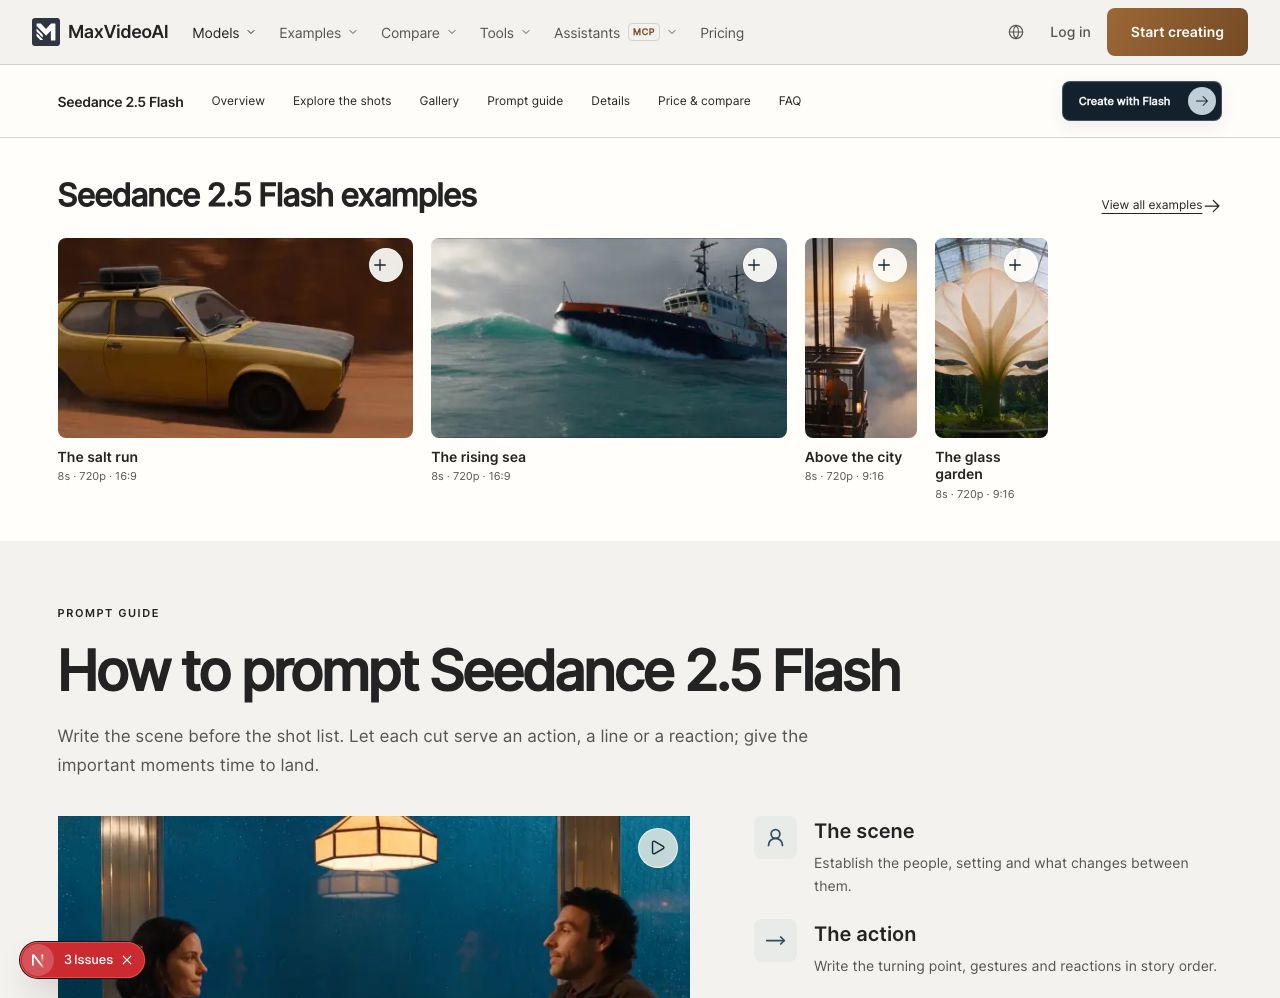 MaxVideoAI Models Examples Compare Tools Assistants MCP Pricing Log in Start creating
Seedance 2.5 Flash Overview Explore the shots Gallery Prompt guide Details Price & compare FAQ Create with Flash
Seedance 2.5 Flash examples
View all examples
The salt run
8s · 720p · 16:9
The rising sea
8s · 720p · 16:9
Above the city
8s · 720p · 9:16
The glass
garden
8s · 720p · 9:16
PROMPT GUIDE
How to prompt Seedance 2.5 Flash
Write the scene before the shot list. Let each cut serve an action, a line or a reaction; give the
important moments time to land.
The scene
Establish the people, setting and what changes between
them.
The action
Write the turning point, gestures and reactions in story order.
3 Issues